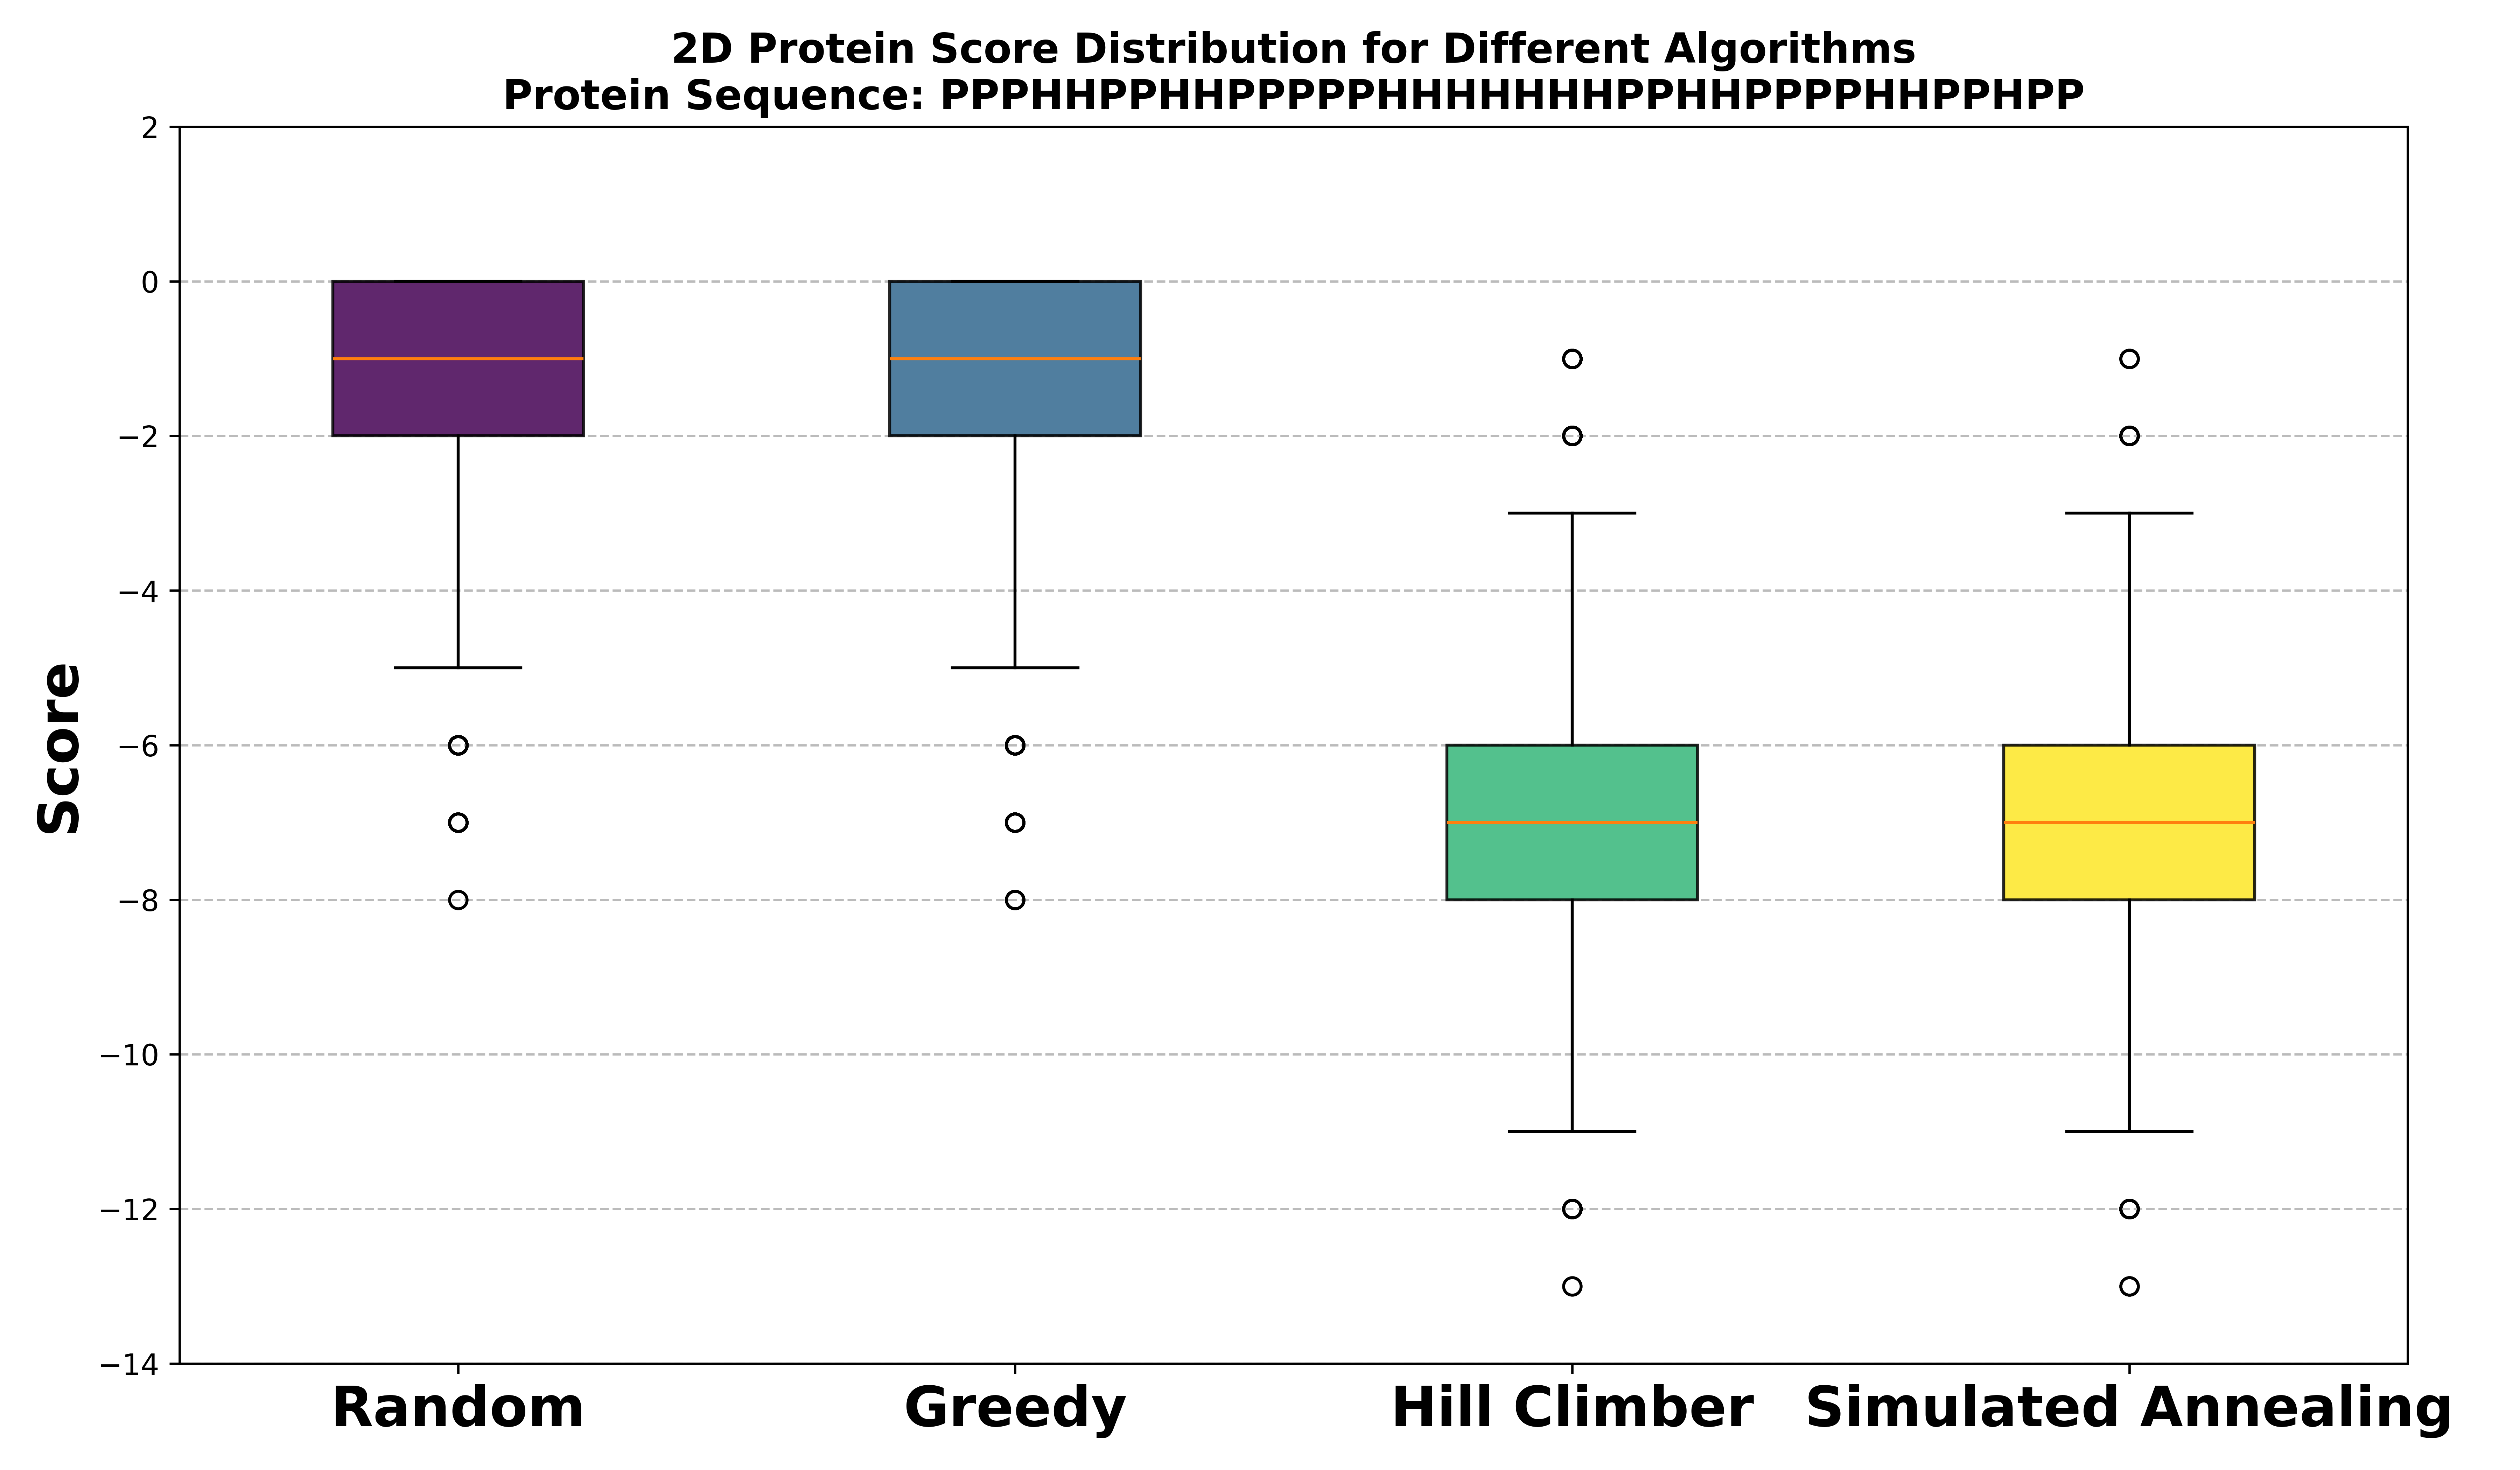 2D Protein Score Distribution for Different Algorithms
Protein Sequence: PPPHHPPHHPPPPPHHHHHHHPPHHPPPPHHPPHPP
2
0
−2
−4
−6
−8
−10
−12
−14
Score
Random Greedy Hill Climber Simulated Annealing